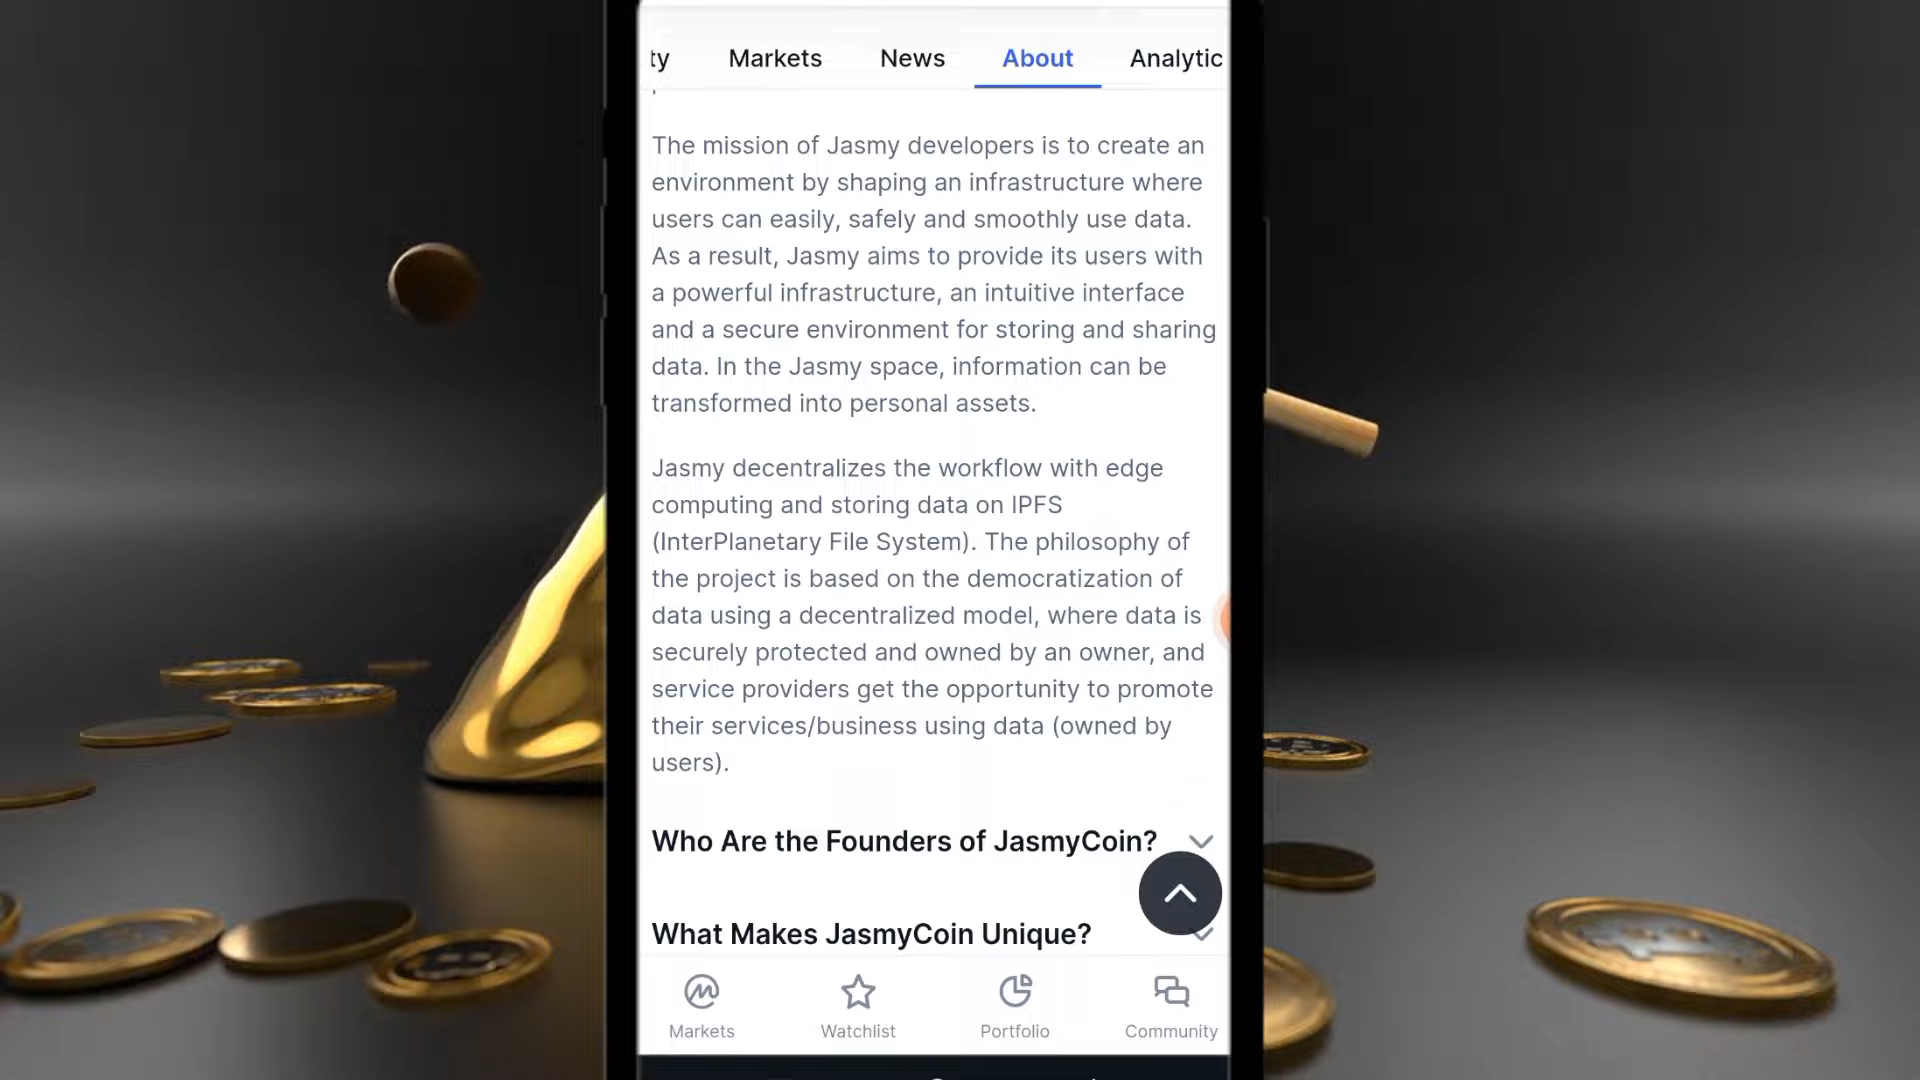 ty Markets News About Analytic
The mission of Jasmy developers is to create an
environment by shaping an infrastructure where
users can easily, safely and smoothly use data.
As a result, Jasmy aims to provide its users with
a powerful infrastructure, an intuitive interface
and a secure environment for storing and sharing
data. In the Jasmy space, information can be
transformed into personal assets.
Jasmy decentralizes the workflow with edge
computing and storing data on IPFS
(InterPlanetary File System). The philosophy of
the project is based on the democratization of
data using a decentralized model, where data is
securely protected and owned by an owner, and
service providers get the opportunity to promote
their services/business using data (owned by
users).
Who Are the Founders of JasmyCoin?
What Makes JasmyCoin Unique?
Markets Watchlist Portfolio Community